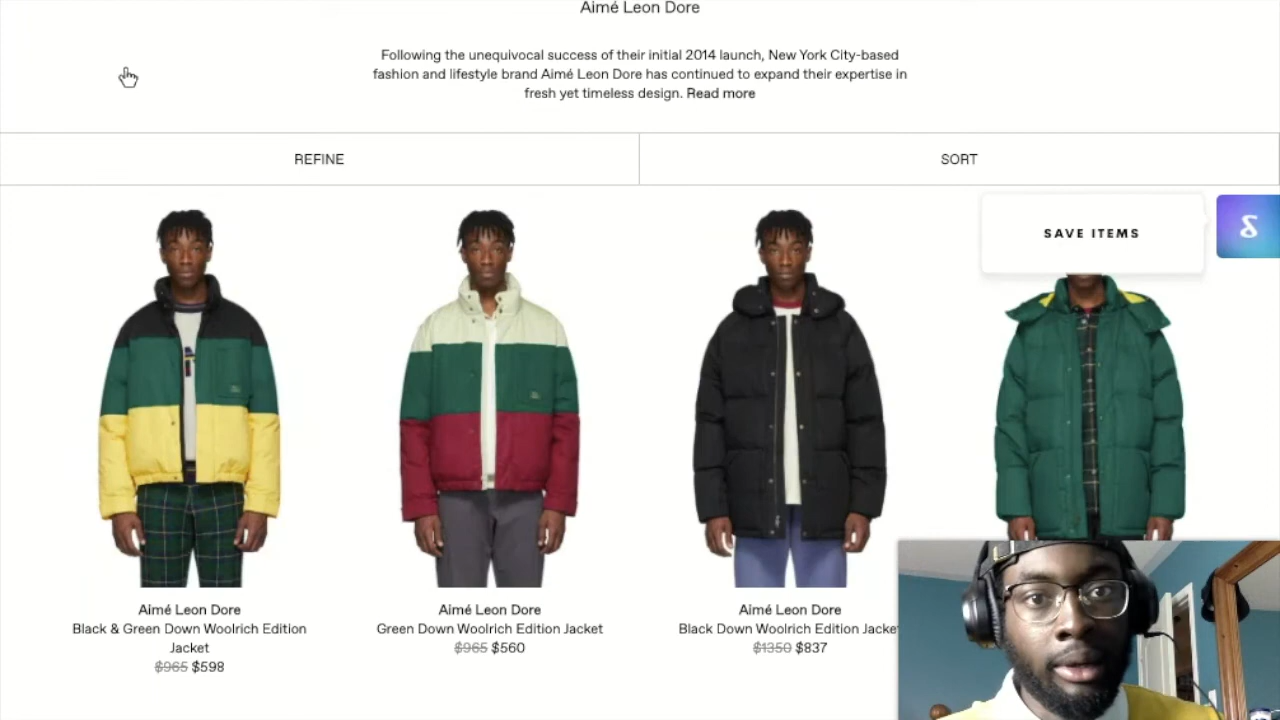 Aimé Leon Dore
Following the unequivocal success of their initial 2014 launch, New York City-based
fashion and lifestyle brand Aimé Leon Dore has continued to expand their expertise in
fresh yet timeless design. Read more
REFINE
SORT
SAVE ITEMS
Aimé Leon Dore
Black & Green Down Woolrich Edition
Jacket
$965 $598
Aimé Leon Dore
Green Down Woolrich Edition Jacket
$965 $560
Aimé Leon Dore
Black Down Woolrich Edition Jacket
$1350 $837